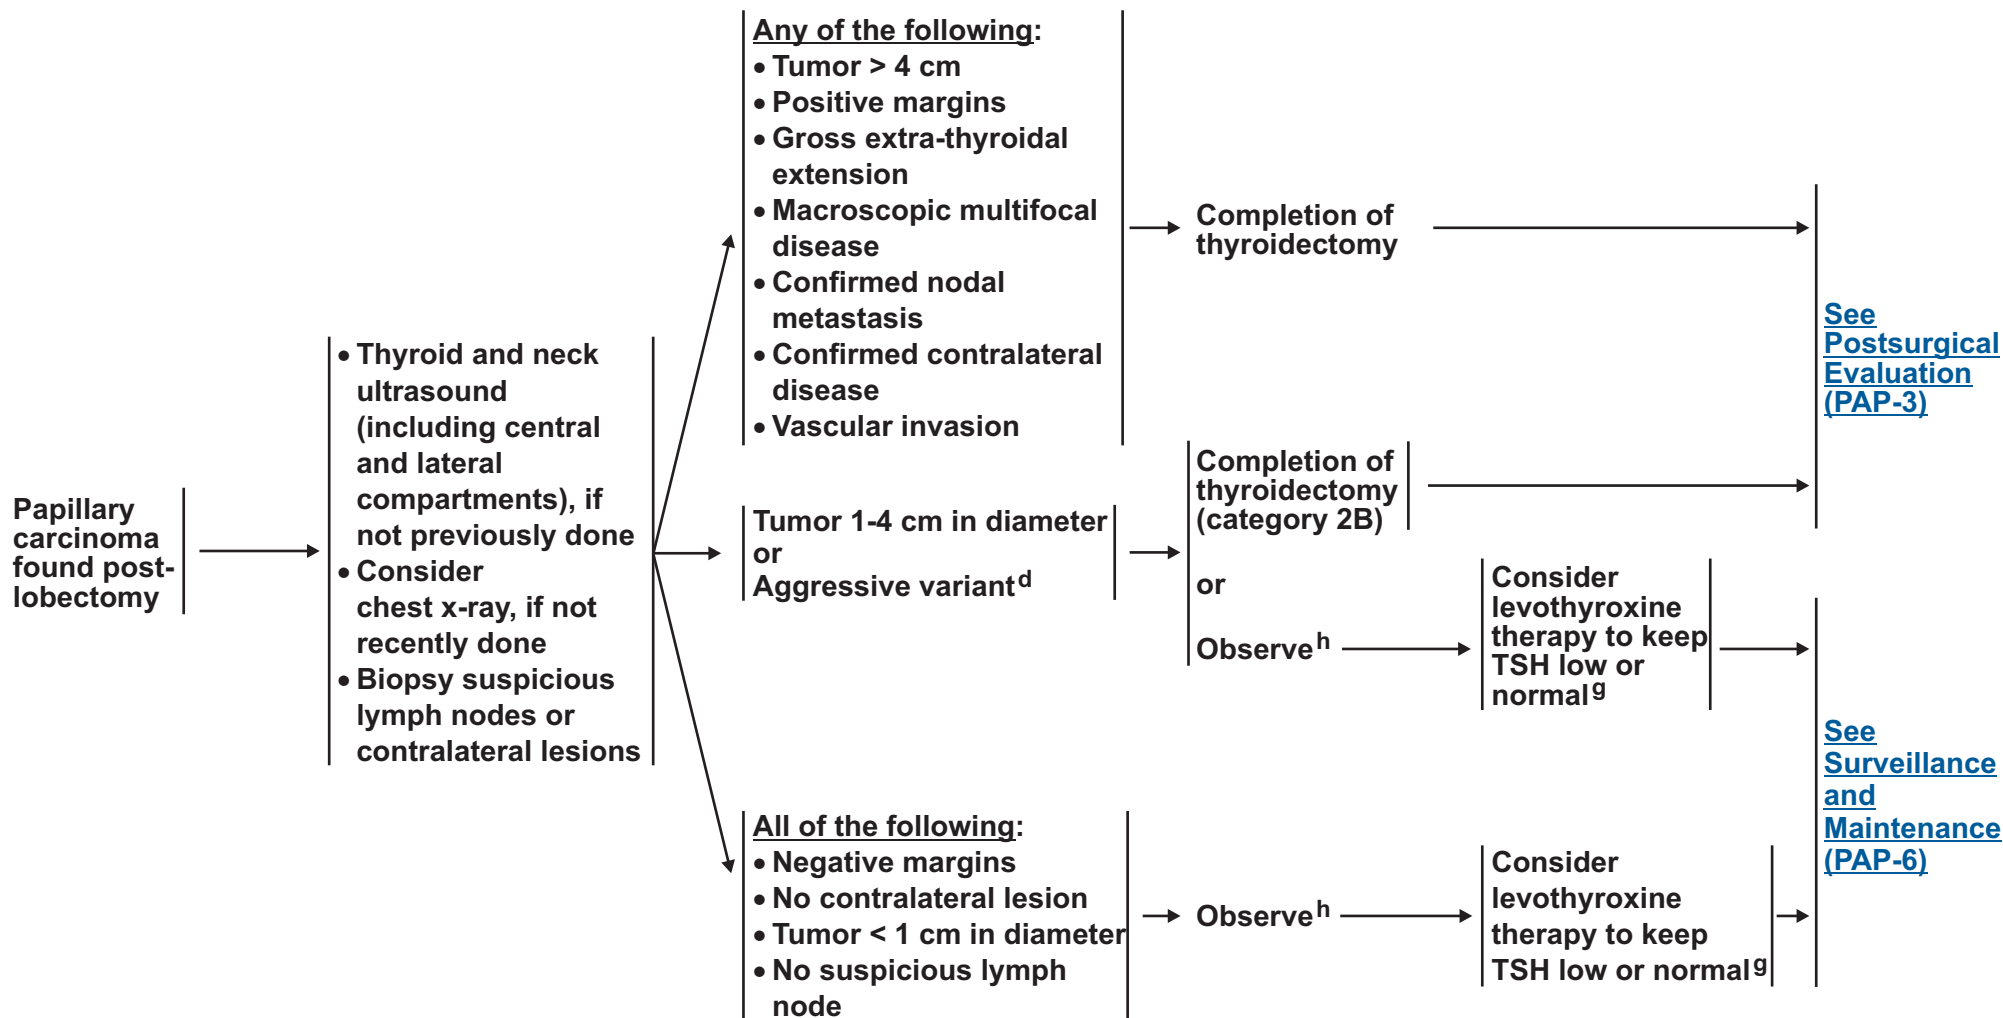 Papillary
carcinoma
found post-
lobectomy
• Thyroid and neck
ultrasound
(including central
and lateral
compartments), if
not previously done
• Consider
chest x-ray, if not
recently done
• Biopsy suspicious
lymph nodes or
contralateral lesions
Any of the following:
• Tumor > 4 cm
• Positive margins
• Gross extra-thyroidal
extension
• Macroscopic multifocal
disease
• Confirmed nodal
metastasis
• Confirmed contralateral
disease
• Vascular invasion
Completion of
thyroidectomy
Tumor 1-4 cm in diameter
or
Aggressive variant d
Completion of
thyroidectomy
(category 2B)
or
Observe h
Consider
levothyroxine
therapy to keep
TSH low or
normal g
All of the following:
• Negative margins
• No contralateral lesion
• Tumor < 1 cm in diameter
• No suspicious lymph
node
Observe h
Consider
levothyroxine
therapy to keep
TSH low or normal g
See
Postsurgical
Evaluation
(PAP-3)
See
Surveillance
and
Maintenance
(PAP-6)